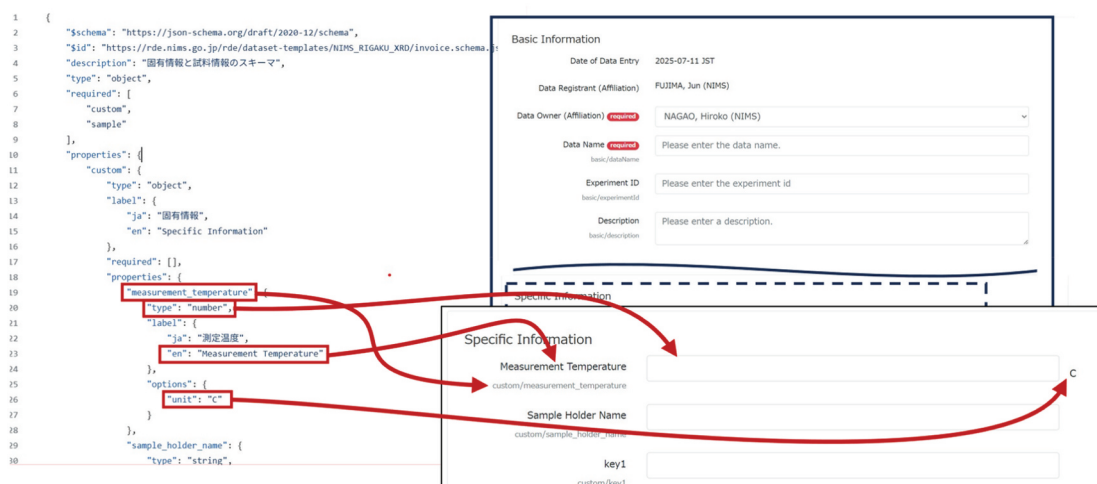 1 {
2 "$schema": "https://json-schema.org/draft/2020-12/schema",
3 "$id": "https://rde.nims.go.jp/rde/dataset-templates/NIMS_RIGAKU_XRD/invoice.schema.js
4 "description": "固有情報と試料情報のスキーマ",
5 "type": "object",
6 "required": [
7 "custom",
8 "sample"
9 ],
10 "properties": {
11 "custom": {
12 "type": "object",
13 "label": {
14 "ja": "固有情報",
15 "en": "Specific Information"
16 },
17 "required": [],
18 "properties": {
19 "measurement_temperature": {
20 "type": "number",
21 "label": {
22 "ja": "測定温度",
23 "en": "Measurement Temperature"
24 },
25 "options": {
26 "unit": "C"
27 }
28 },
29 "sample_holder_name": {
30 "type": "string",
Basic Information
Date of Data Entry 2025-07-11 JST
Data Registrant (Affiliation) FUJIMA, Jun (NIMS)
Data Owner (Affiliation) required NAGAO, Hiroko (NIMS)
Data Name required Please enter the data name.
basic/dataName
Experiment ID Please enter the experiment id
basic/experimentId
Description Please enter a description.
basic/description
Specific Information
Specific Information
Measurement Temperature C
custom/measurement_temperature
Sample Holder Name
custom/sample_holder_name
key1
custom/key1